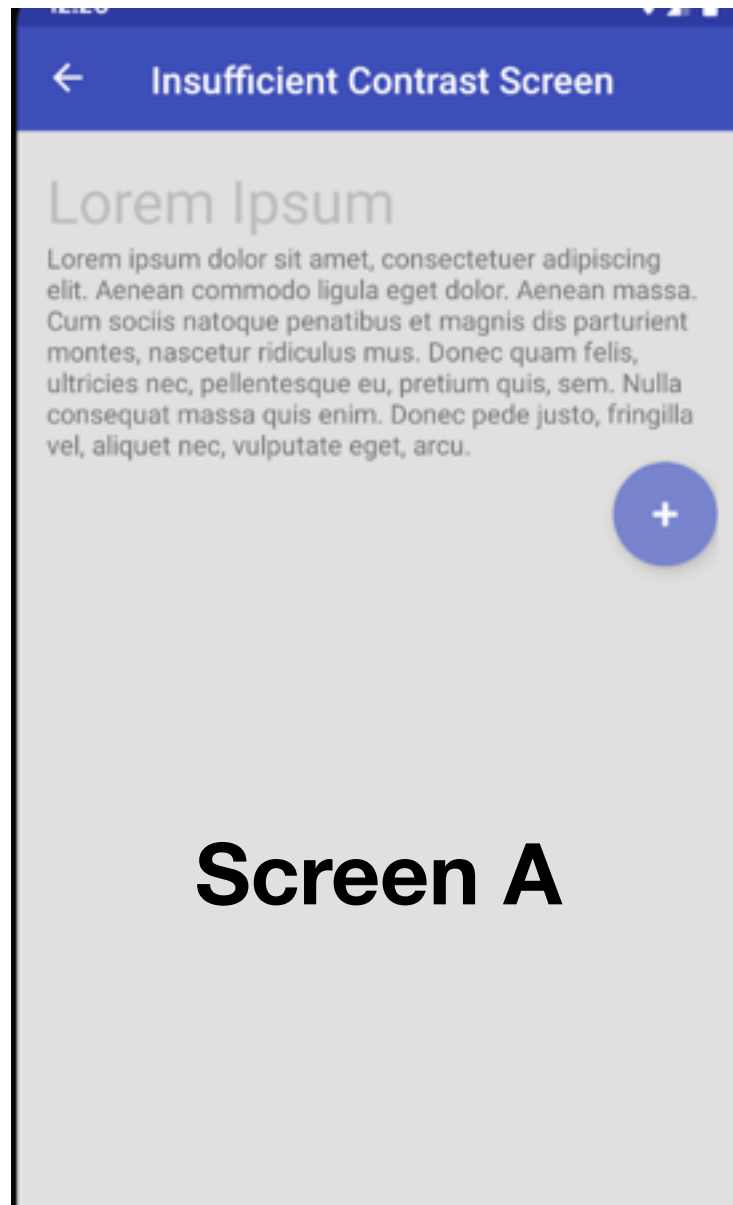 Insufficient Contrast Screen
Lorem Ipsum
Lorem ipsum dolor sit amet, consectetuer adipiscing
elit. Aenean commodo ligula eget dolor. Aenean massa.
Cum sociis natoque penatibus et magnis dis parturient
montes, nascetur ridiculus mus. Donec quam felis,
ultricies nec, pellentesque eu, pretium quis, sem. Nulla
consequat massa quis enim. Donec pede justo, fringilla
vel, aliquet nec, vulputate eget, arcu.
+
Screen A